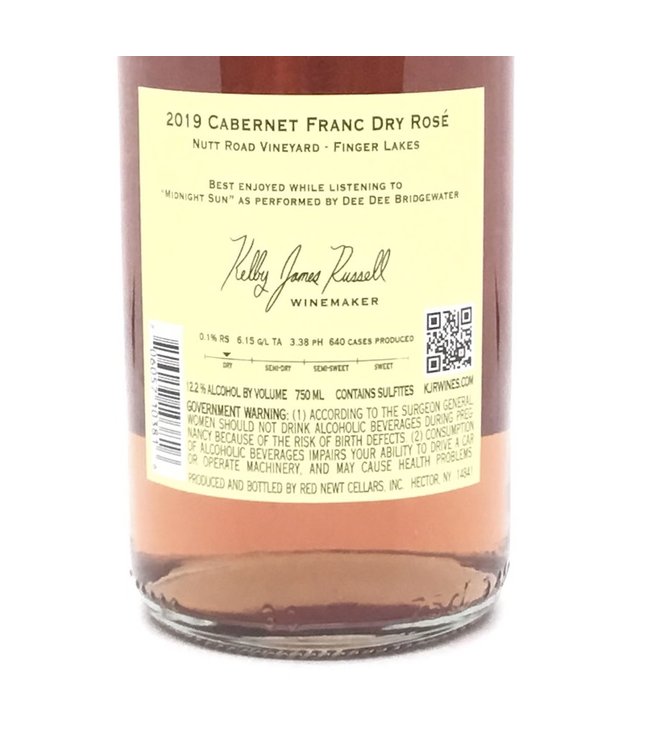 2019 CABERNET FRANC DRY ROSÉ
NUTT ROAD VINEYARD - FINGER LAKES
BEST ENJOYED WHILE LISTENING TO
"MIDNIGHT SUN" AS PERFORMED BY DEE DEE BRIDGEWATER
Kelby James Russell
WINEMAKER
0.1% RS 6.15 G/L TA 3.38 PH 640 CASES PRODUCED
DRY SEMI-DRY SEMI-SWEET SWEET
12.2% ALCOHOL BY VOLUME 750 ML CONTAINS SULFITES
KJRWINES.COM
GOVERNMENT WARNING: (1) ACCORDING TO THE SURGEON GENERAL,
WOMEN SHOULD NOT DRINK ALCOHOLIC BEVERAGES DURING PREG
NANCY BECAUSE OF THE RISK OF BIRTH DEFECTS (2) CONSUMPTION
OF ALCOHOLIC BEVERAGES IMPAIRS YOUR ABILITY TO DRIVE A CAR
OR OPERATE MACHINERY, AND MAY CAUSE HEALTH PROBLEMS.
PRODUCED AND BOTTLED BY RED NEWT CELLARS, INC. HECTOR, NY 14841
75cl